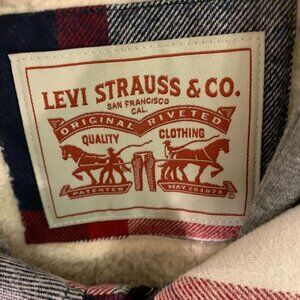 LEVI STRAUSS & CO.
SAN FRANCISCO
CAL.
ORIGINAL RIVETED
QUALITY CLOTHING
PATENTED MAY 20 1873